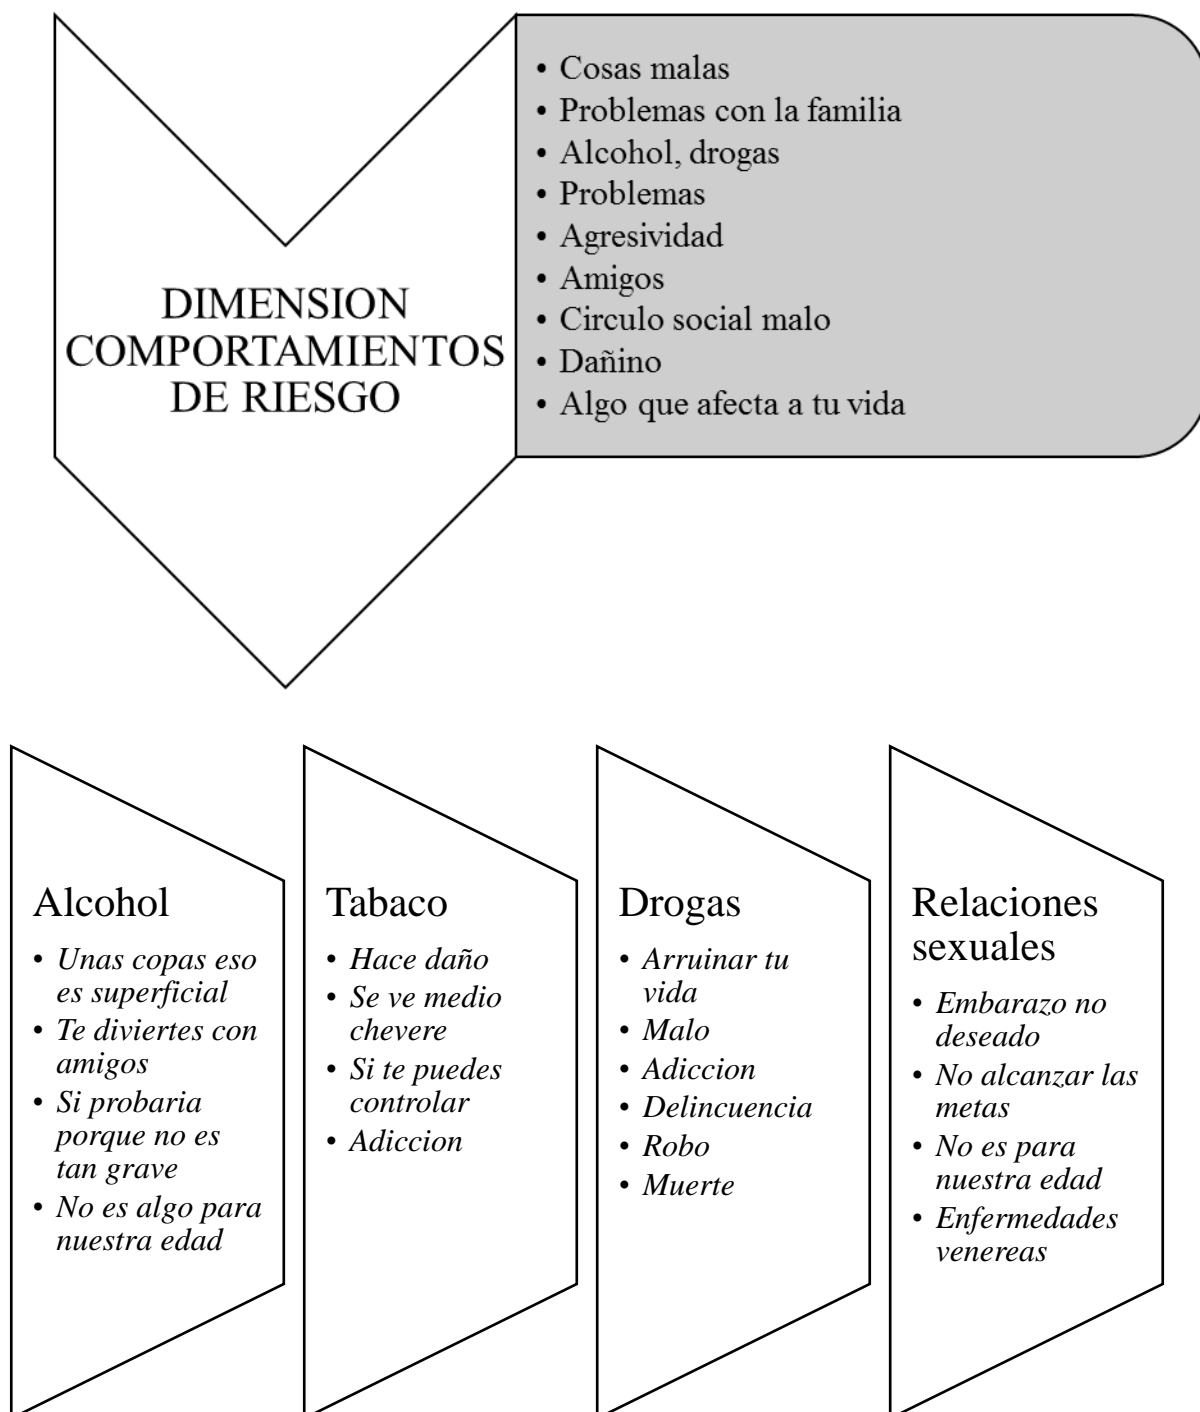 DIMENSION
COMPORTAMIENTOS
DE RIESGO
• Cosas malas
• Problemas con la familia
• Alcohol, drogas
• Problemas
• Agresividad
• Amigos
• Circulo social malo
• Dañino
• Algo que afecta a tu vida
Alcohol
• Unas copas eso
es superficial
• Te diviertes con
amigos
• Si probaria
porque no es
tan grave
• No es algo para
nuestra edad
Tabaco
• Hace daño
• Se ve medio
chevere
• Si te puedes
controlar
• Adiccion
Drogas
• Arruinar tu
vida
• Malo
• Adiccion
• Delincuencia
• Robo
• Muerte
Relaciones
sexuales
• Embarazo no
deseado
• No alcanzar las
metas
• No es para
nuestra edad
• Enfermedades
venereas